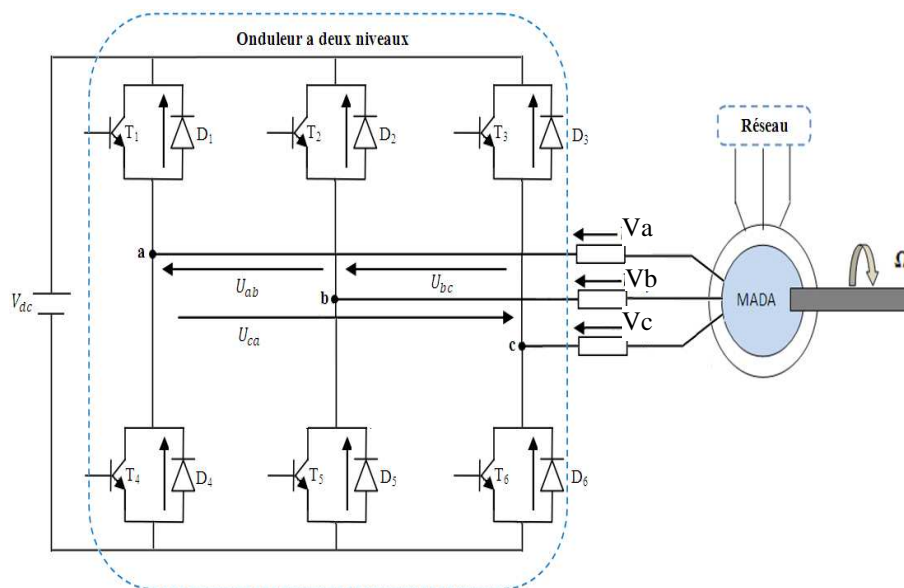 Onduleur a deux niveaux
T1
D1
T2
D2
T3
D3
Réseau
a
Va
Uab
Ubc
Ω
Vdc
b
Vb
MADA
Uca
Vc
c
T4
D4
T5
D5
T6
D6